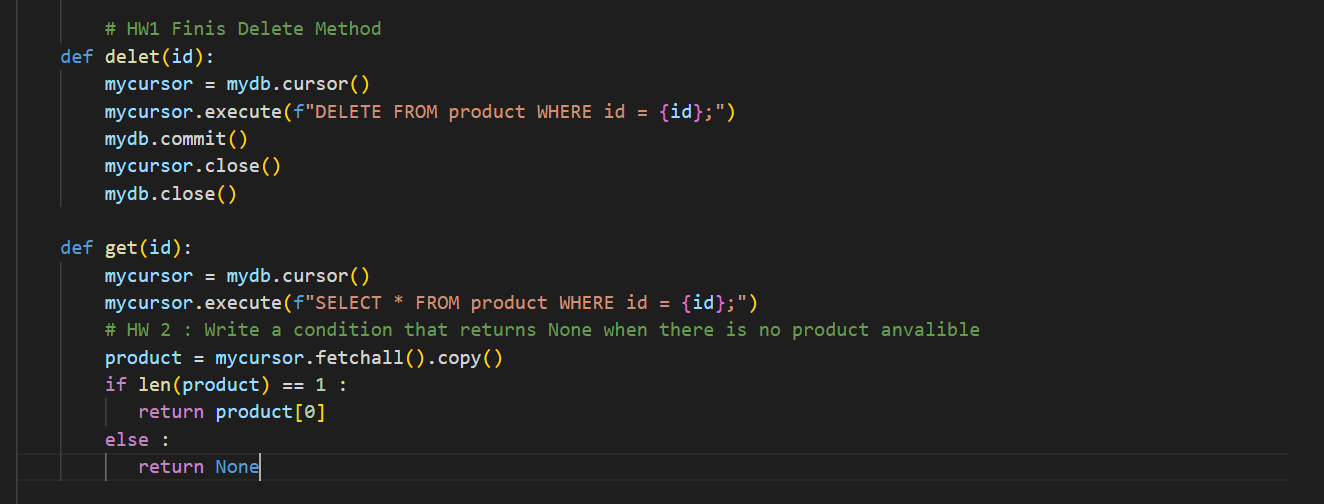 # HW1 Finis Delete Method
def delet(id):
mycursor = mydb.cursor()
mycursor.execute(f"DELETE FROM product WHERE id = {id};")
mydb.commit()
mycursor.close()
mydb.close()
def get(id):
mycursor = mydb.cursor()
mycursor.execute(f"SELECT * FROM product WHERE id = {id};")
# HW 2 : Write a condition that returns None when there is no product anvalible
product = mycursor.fetchall().copy()
if len(product) == 1 :
return product[0]
else :
return None